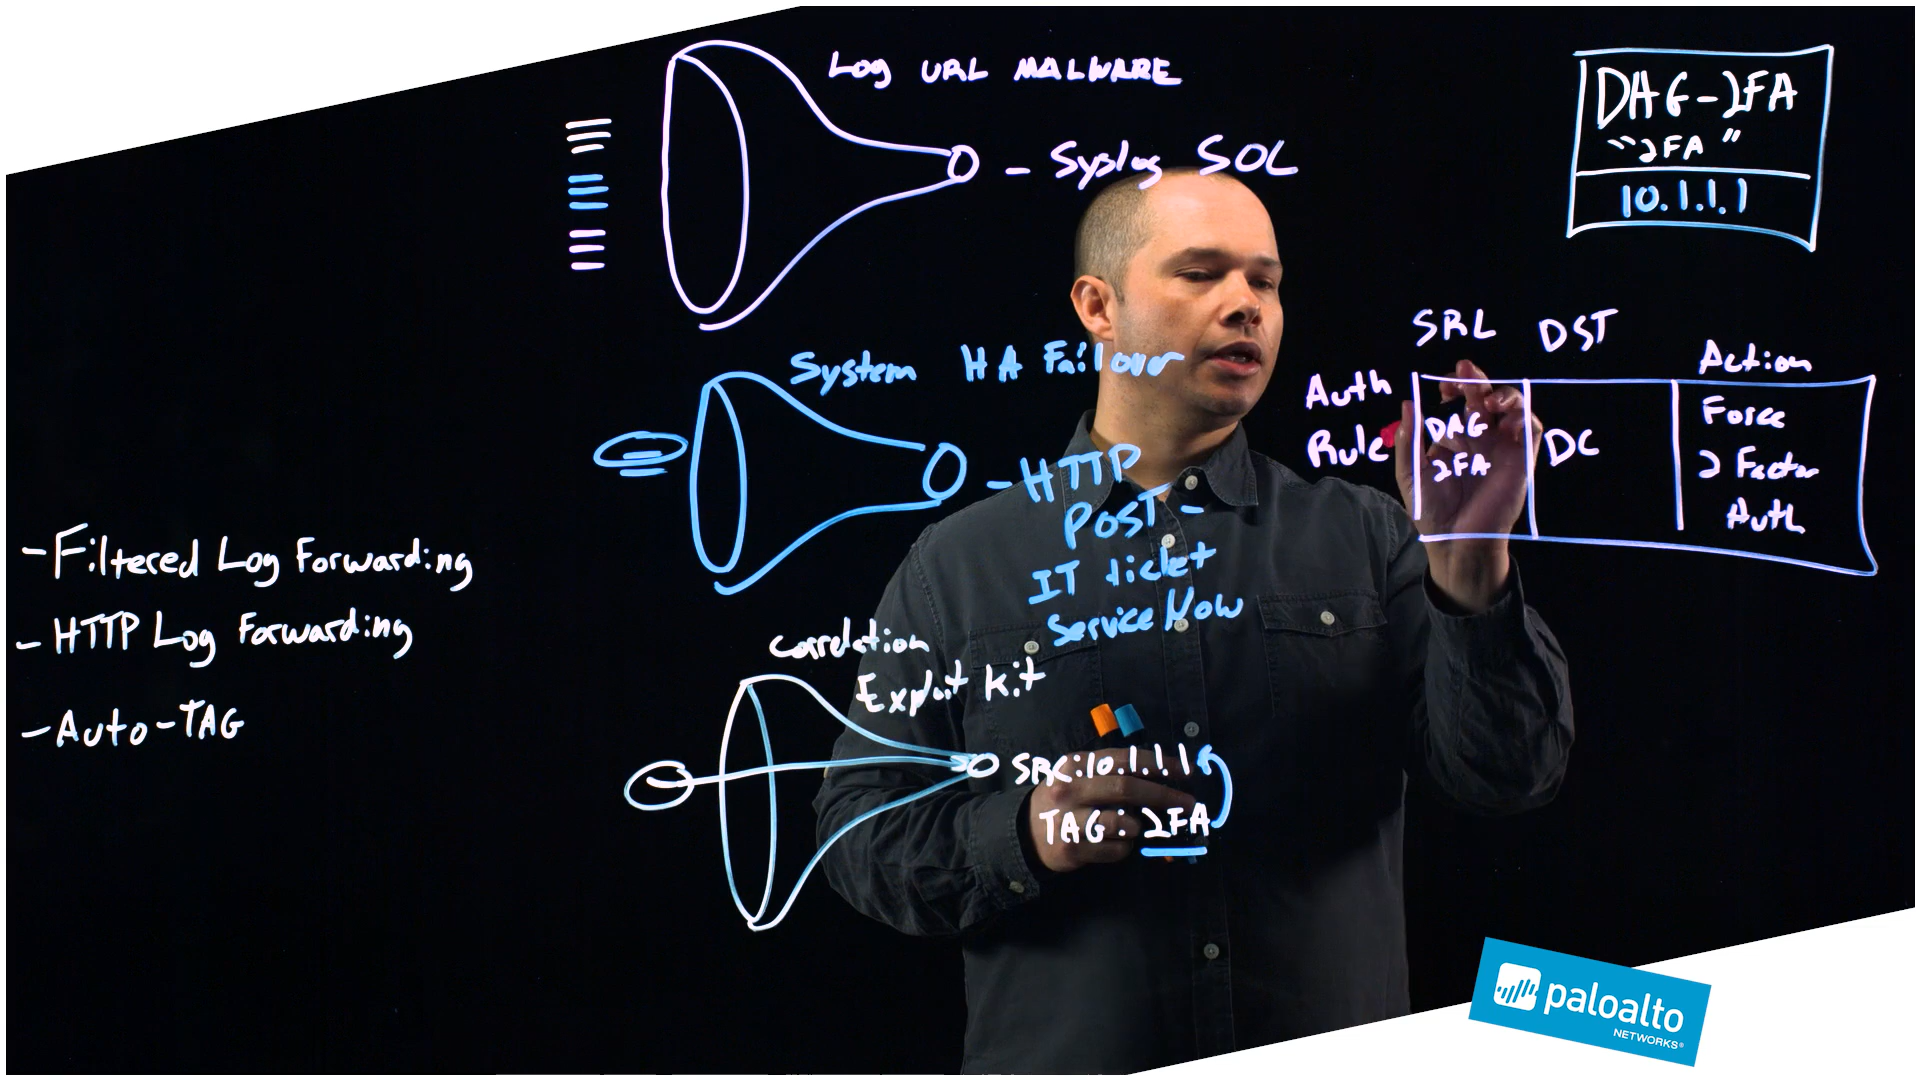 Log URL MALWARE
- Syslog SOC
System HA Failover
- HTTP
POST -
IT ticket
ServiceNow
Correlation
Exploit Kit
SRC:10.1.1.1
TAG: 2FA
- Filtered Log Forwarding
- HTTP Log Forwarding
- Auto-TAG
DAG-2FA
"2FA"
10.1.1.1
SRC DST Action
Auth
Rule
DAG
2FA
DC
Force
2 Factor
Auth
paloalto
NETWORKS®